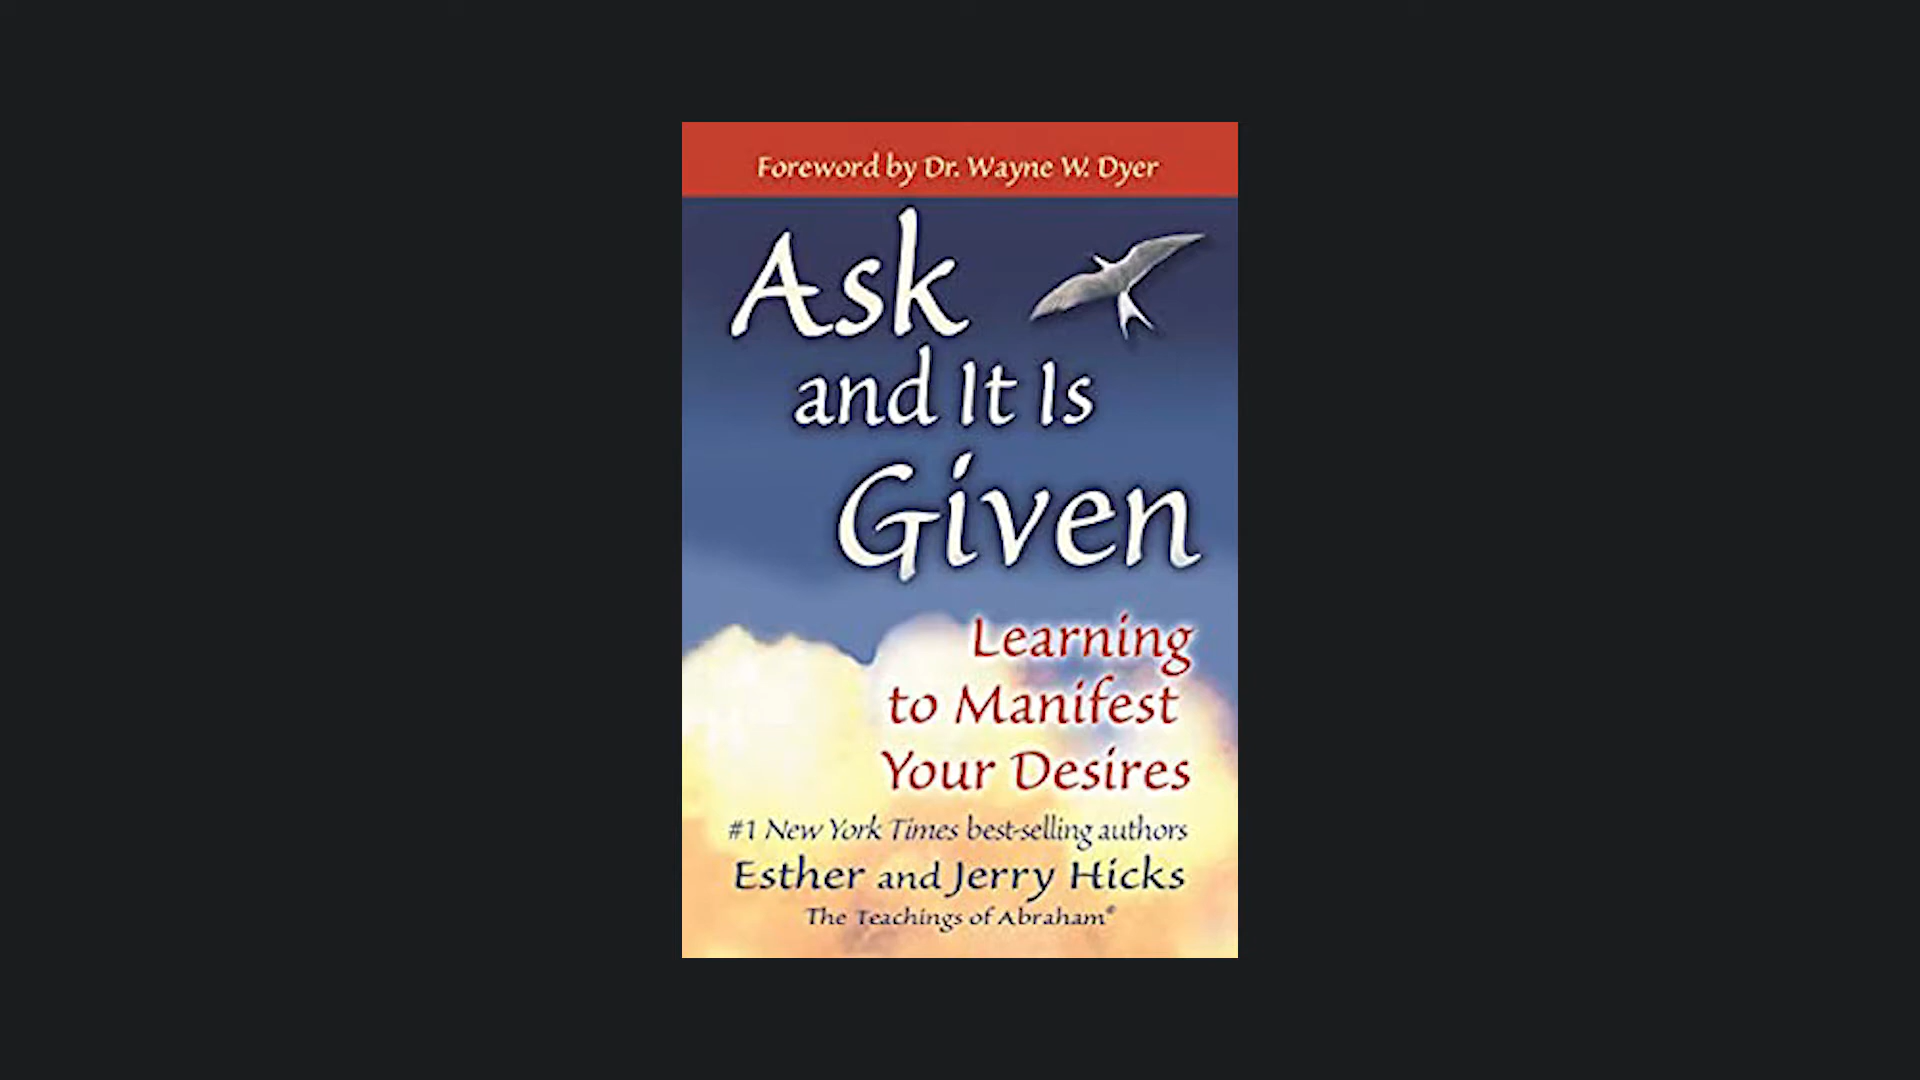 Foreword by Dr. Wayne W. Dyer
Ask
and It Is
Given
Learning
to Manifest
Your Desires
#1 New York Times best-selling authors
Esther and Jerry Hicks
The Teachings of Abraham®